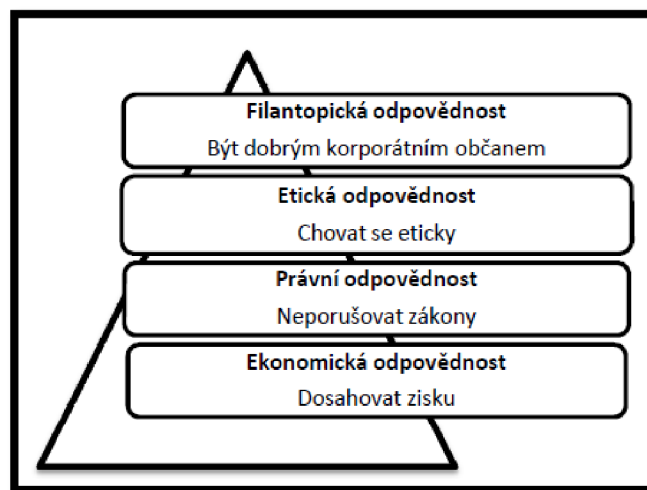 Filantopická odpovědnost
Být dobrým korporátním občanem
Etická odpovědnost
Chovat se eticky
Právní odpovědnost
Neporušovat zákony
Ekonomická odpovědnost
Dosahovat zisku